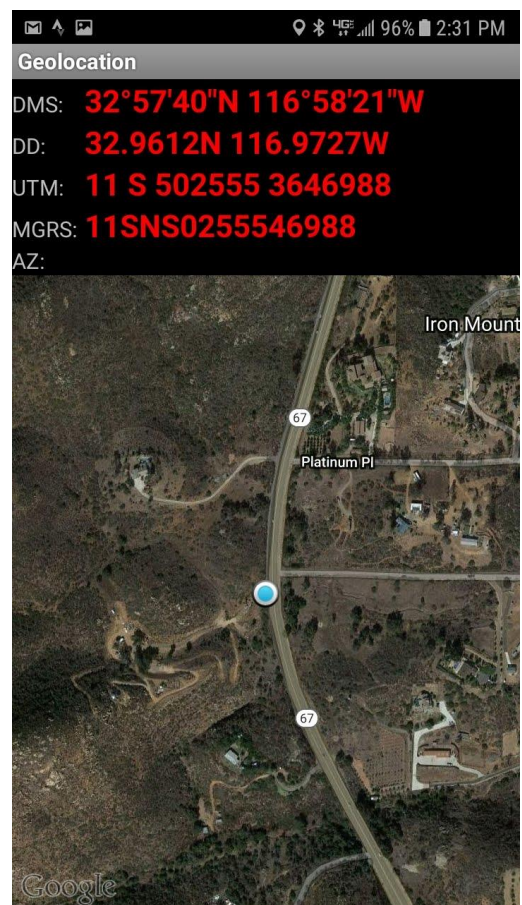 4GE 96% 2:31 PM
Geolocation
DMS: 32°57'40"N 116°58'21"W
DD: 32.9612N 116.9727W
UTM: 11 S 502555 3646988
MGRS: 11SNS0255546988
AZ:
Iron Mount
67
Platinum Pl
67
Google